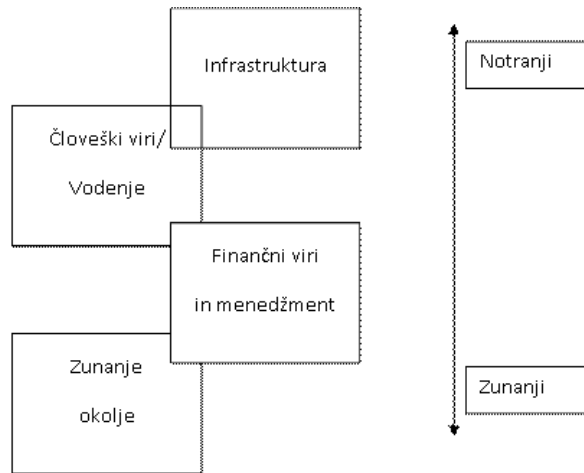 Infrastruktura
Notranji
Človeški viri/
Vodenje
Finančni viri
in menedžment
Zunanje
okolje
Zunanji